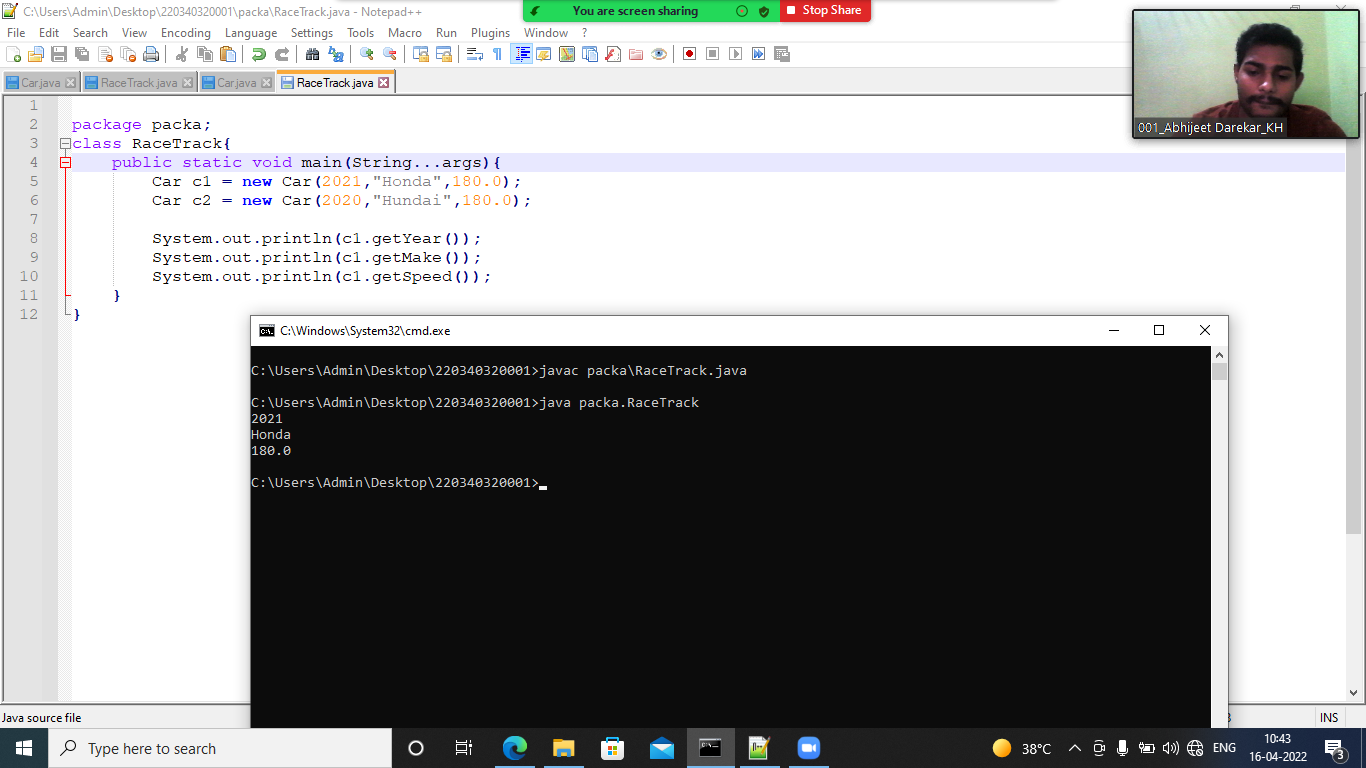 C:\Users\Admin\Desktop\220340320001\packa\RaceTrack.java - Notepad++
You are screen sharing
Stop Share
File Edit Search View Encoding Language Settings Tools Macro Run Plugins Window ?
Car.java RaceTrack.java Car.java RaceTrack.java
001_Abhijeet Darekar_KH
1
2 package packa;
3 class RaceTrack{
4 public static void main(String...args){
5 Car c1 = new Car(2021,"Honda",180.0);
6 Car c2 = new Car(2020,"Hundai",180.0);
7
8 System.out.println(c1.getYear());
9 System.out.println(c1.getMake());
10 System.out.println(c1.getSpeed());
11 }
12 }
C:\Windows\System32\cmd.exe
C:\Users\Admin\Desktop\220340320001>javac packa\RaceTrack.java
C:\Users\Admin\Desktop\220340320001>java packa.RaceTrack
2021
Honda
180.0
C:\Users\Admin\Desktop\220340320001>
Java source file
INS
Type here to search
38°C
ENG
10:43
16-04-2022
3